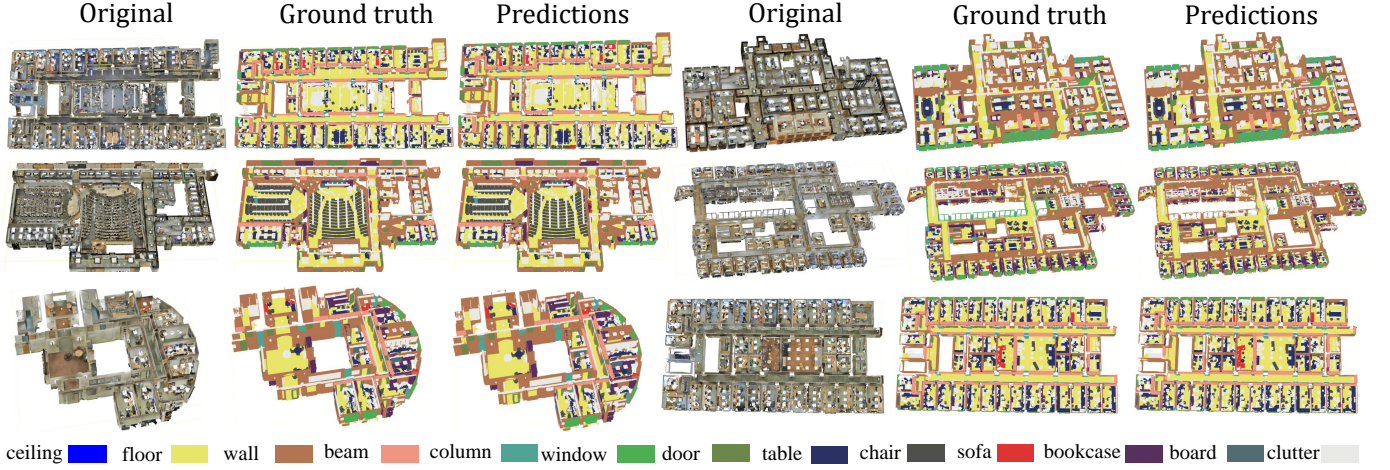 Original Ground truth Predictions Original Ground truth Predictions
ceiling floor wall beam column window door table chair sofa bookcase board clutter